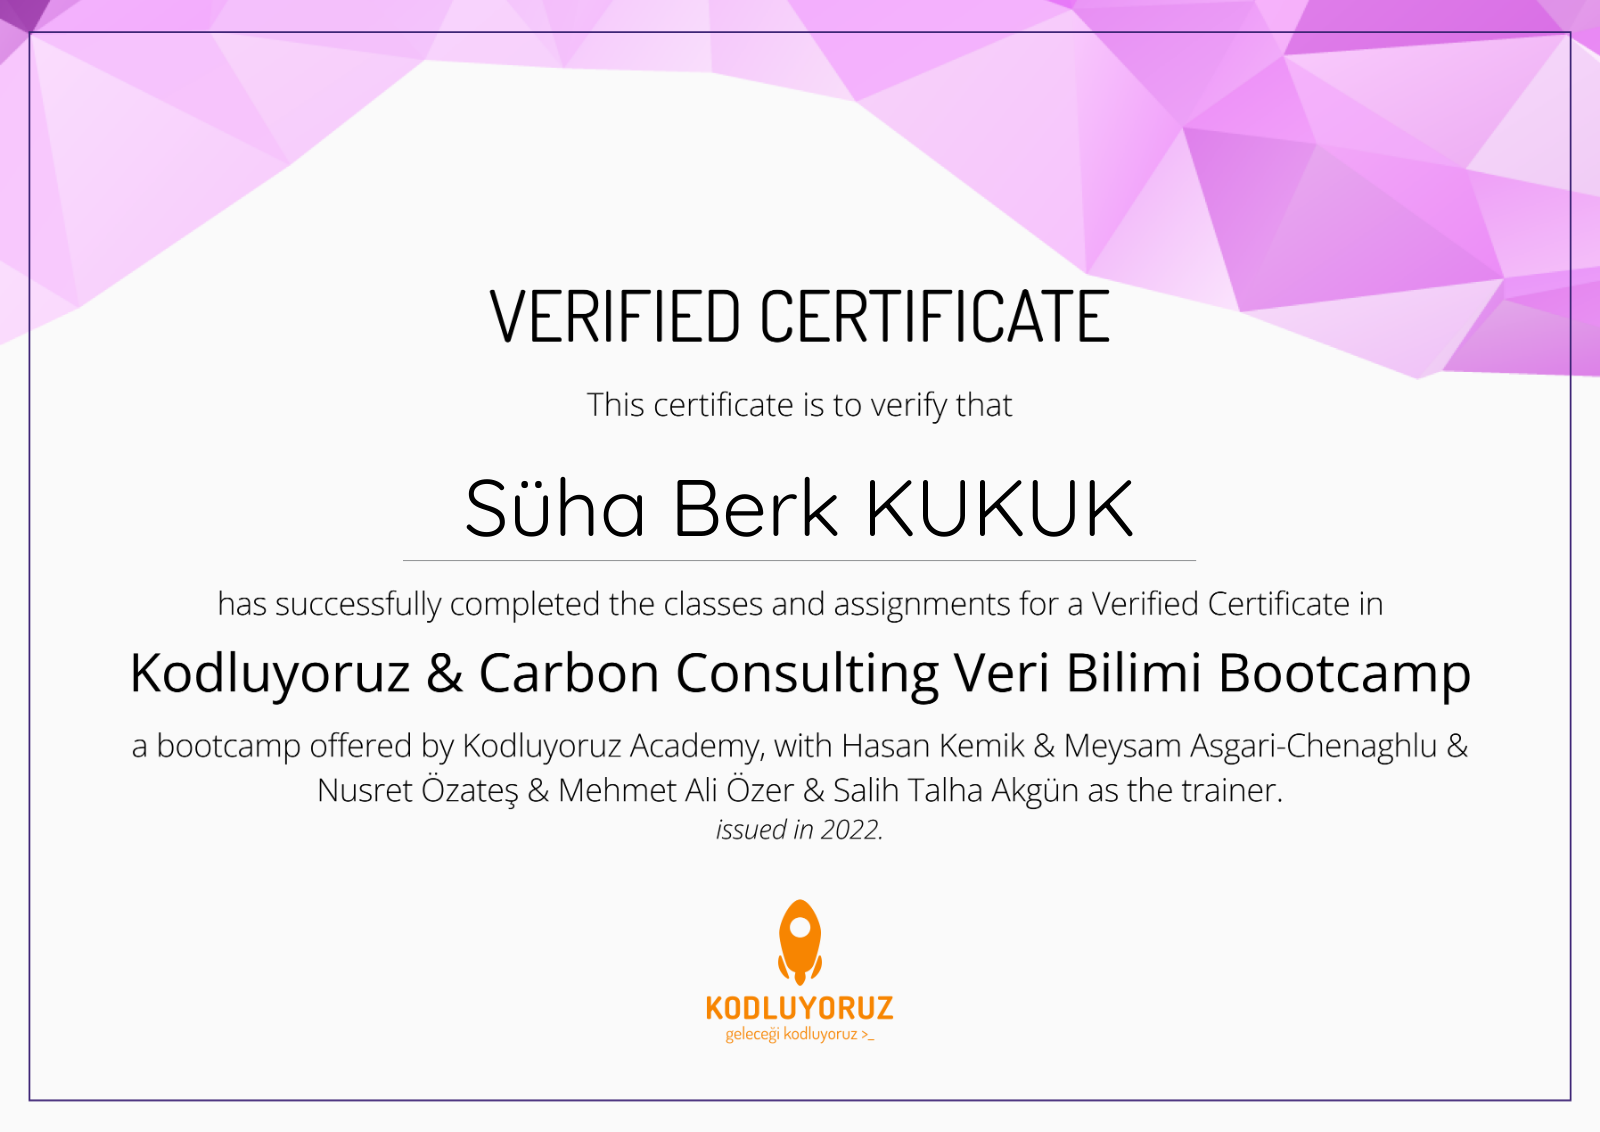 VERIFIED CERTIFICATE
This certificate is to verify that
Süha Berk KUKUK
has successfully completed the classes and assignments for a Verified Certificate in
Kodluyoruz & Carbon Consulting Veri Bilimi Bootcamp
a bootcamp offered by Kodluyoruz Academy, with Hasan Kemik & Meysam Asgari-Chenaghlu &
Nusret Özateş & Mehmet Ali Özer & Salih Talha Akgün as the trainer.
issued in 2022.
KODLUYORUZ
geleceği kodluyoruz >_